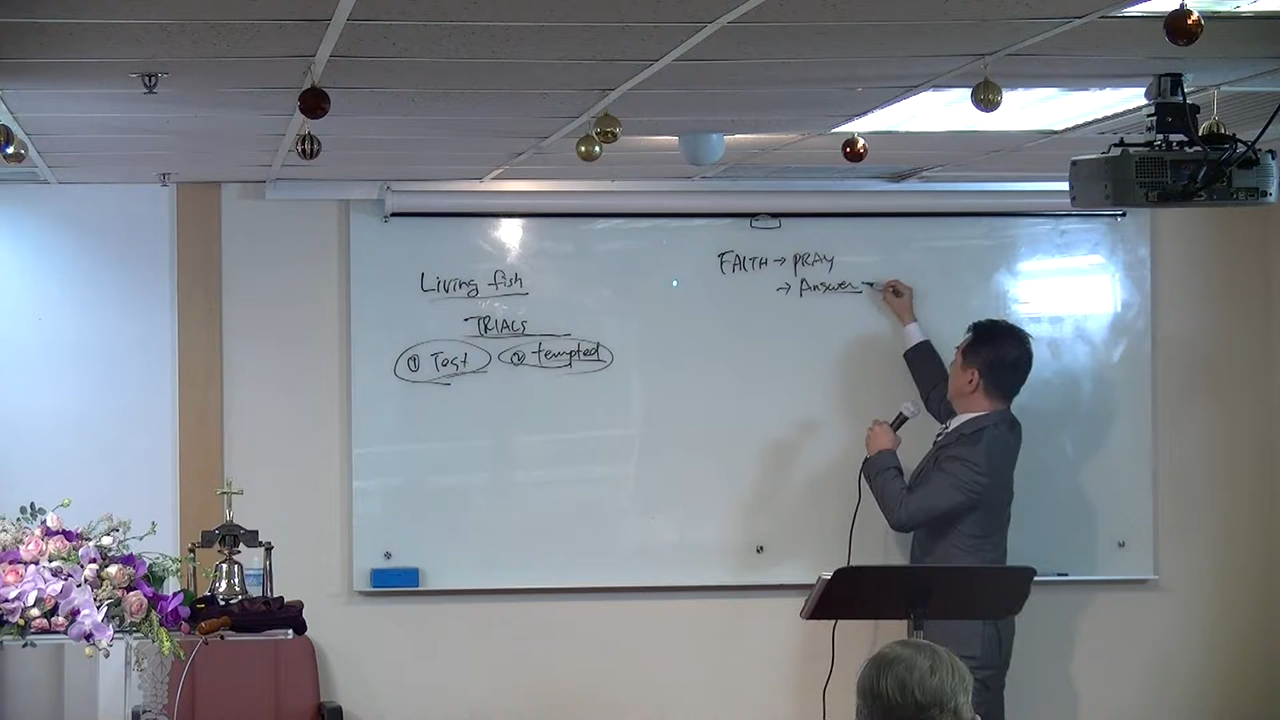 Living fish
TRIALS
① Test ② tempted
FAITH → PRAY
→ Answer →